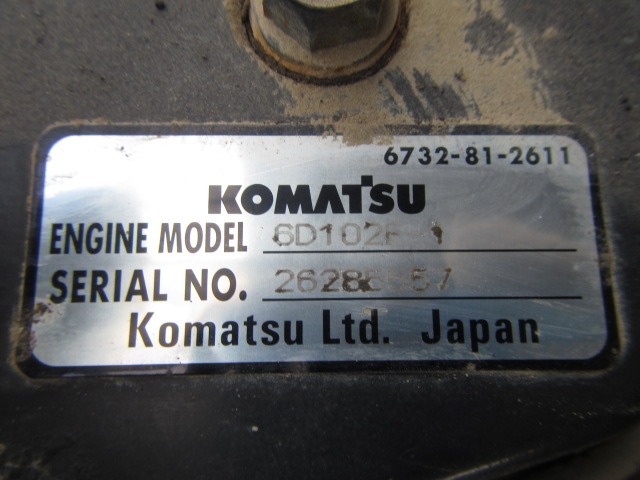 6732-81-2611
KOMATSU
ENGINE MODEL
SERIAL NO.
Komatsu Ltd. Japan